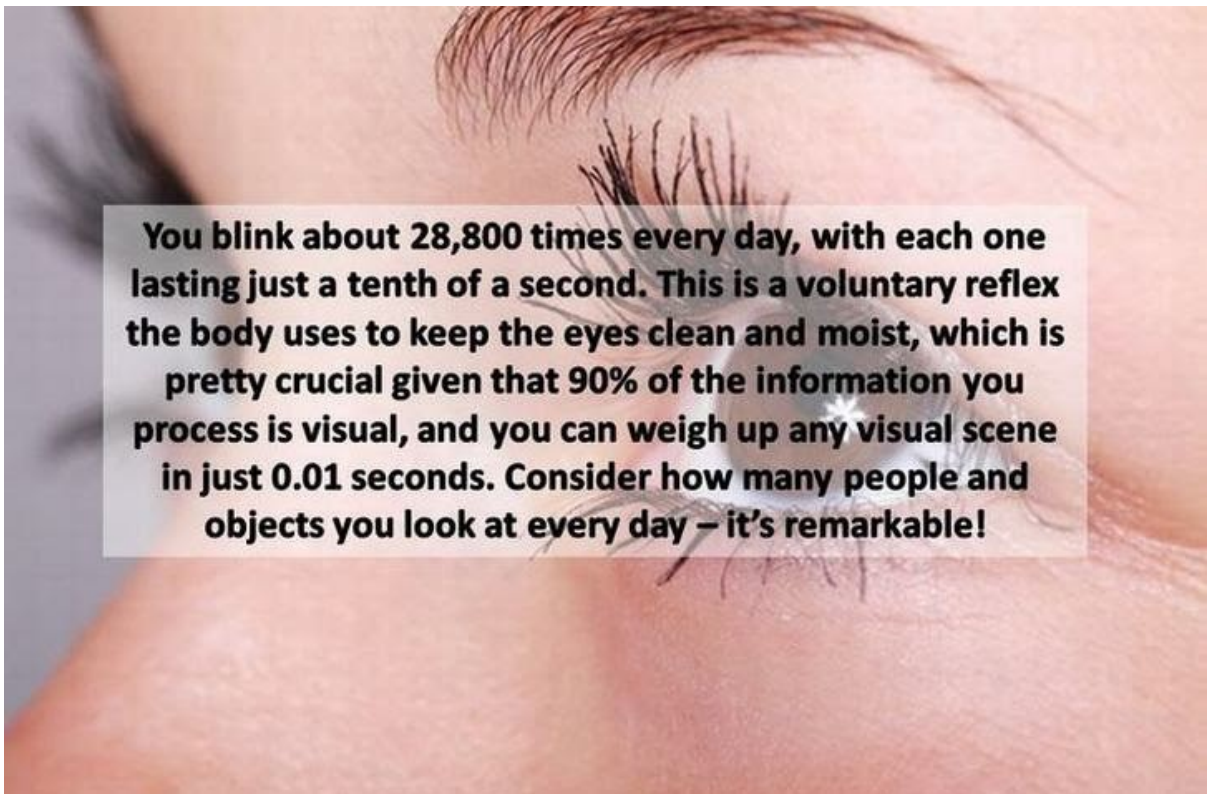 You blink about 28,800 times every day, with each one
lasting just a tenth of a second. This is a voluntary reflex
the body uses to keep the eyes clean and moist, which is
pretty crucial given that 90% of the information you
process is visual, and you can weigh up any visual scene
in just 0.01 seconds. Consider how many people and
objects you look at every day – it’s remarkable!